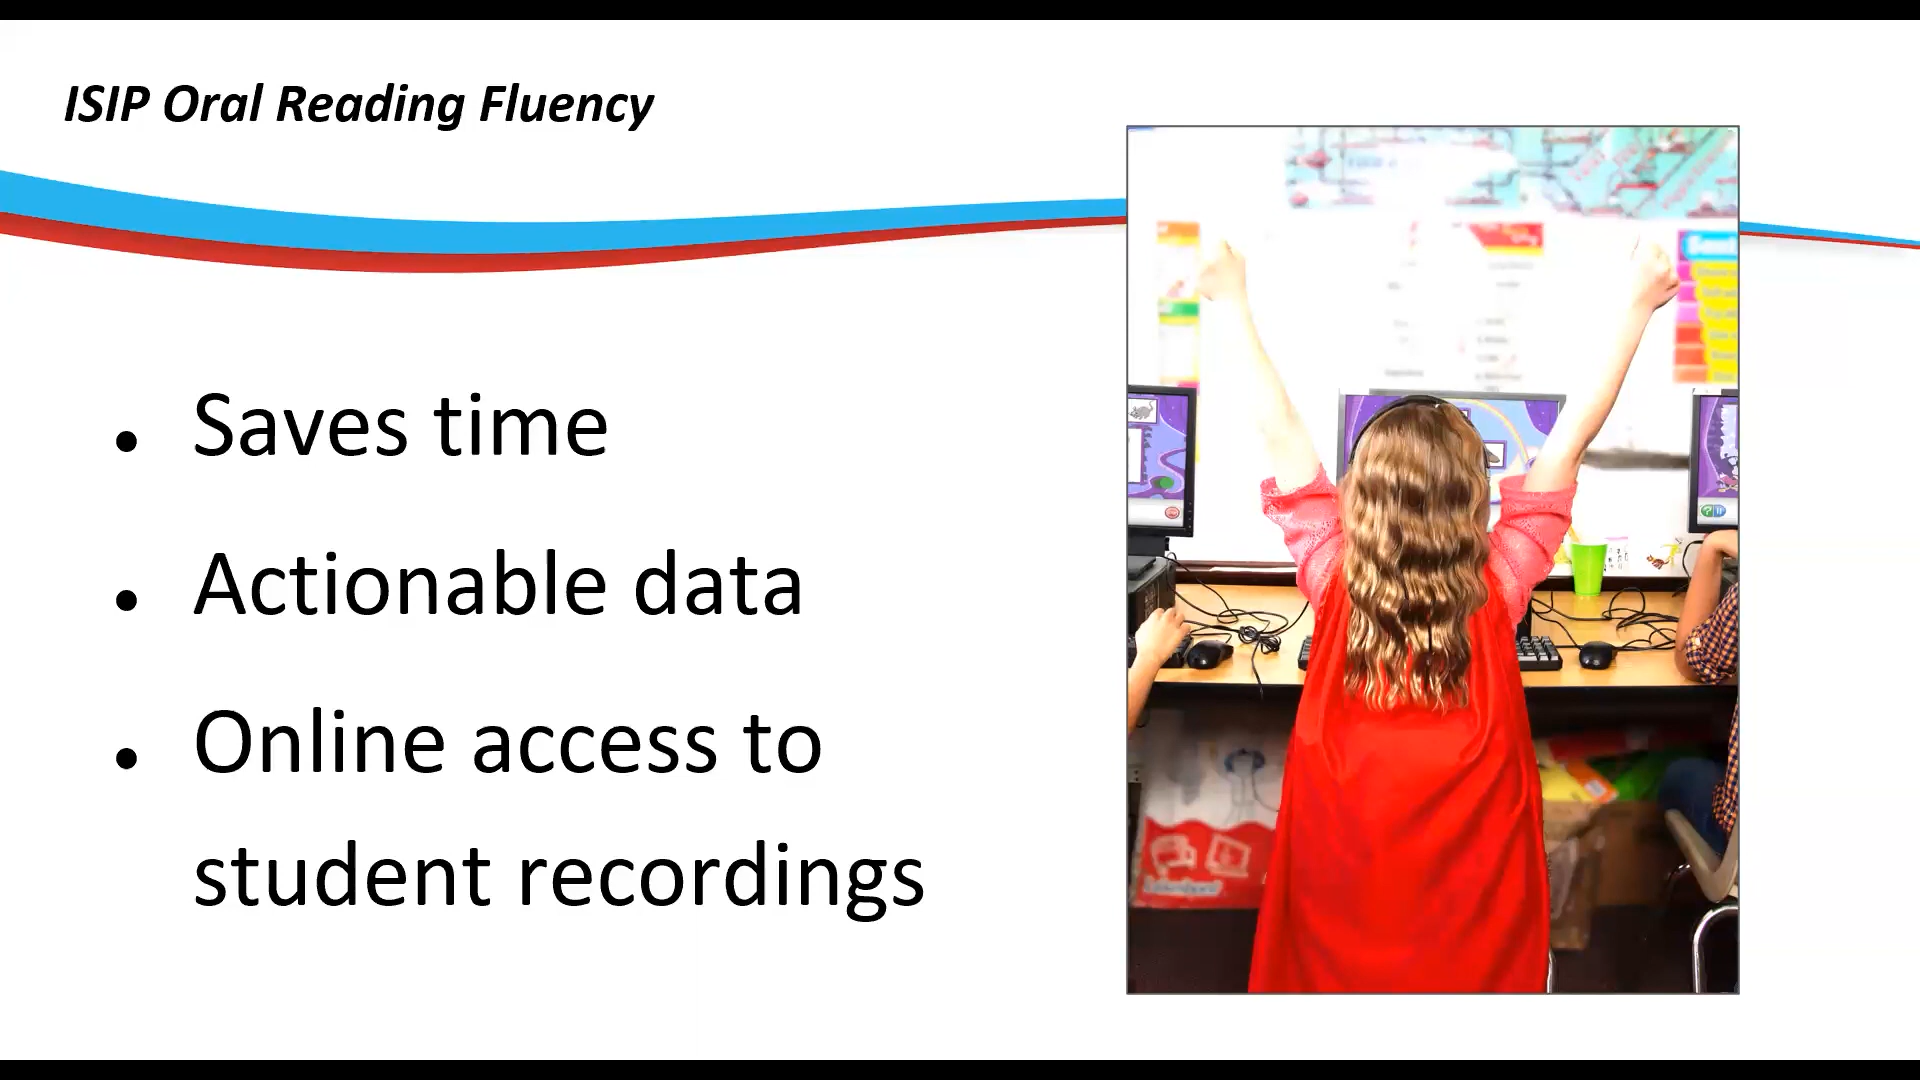 ISIP Oral Reading Fluency
• Saves time
• Actionable data
• Online access to
student recordings